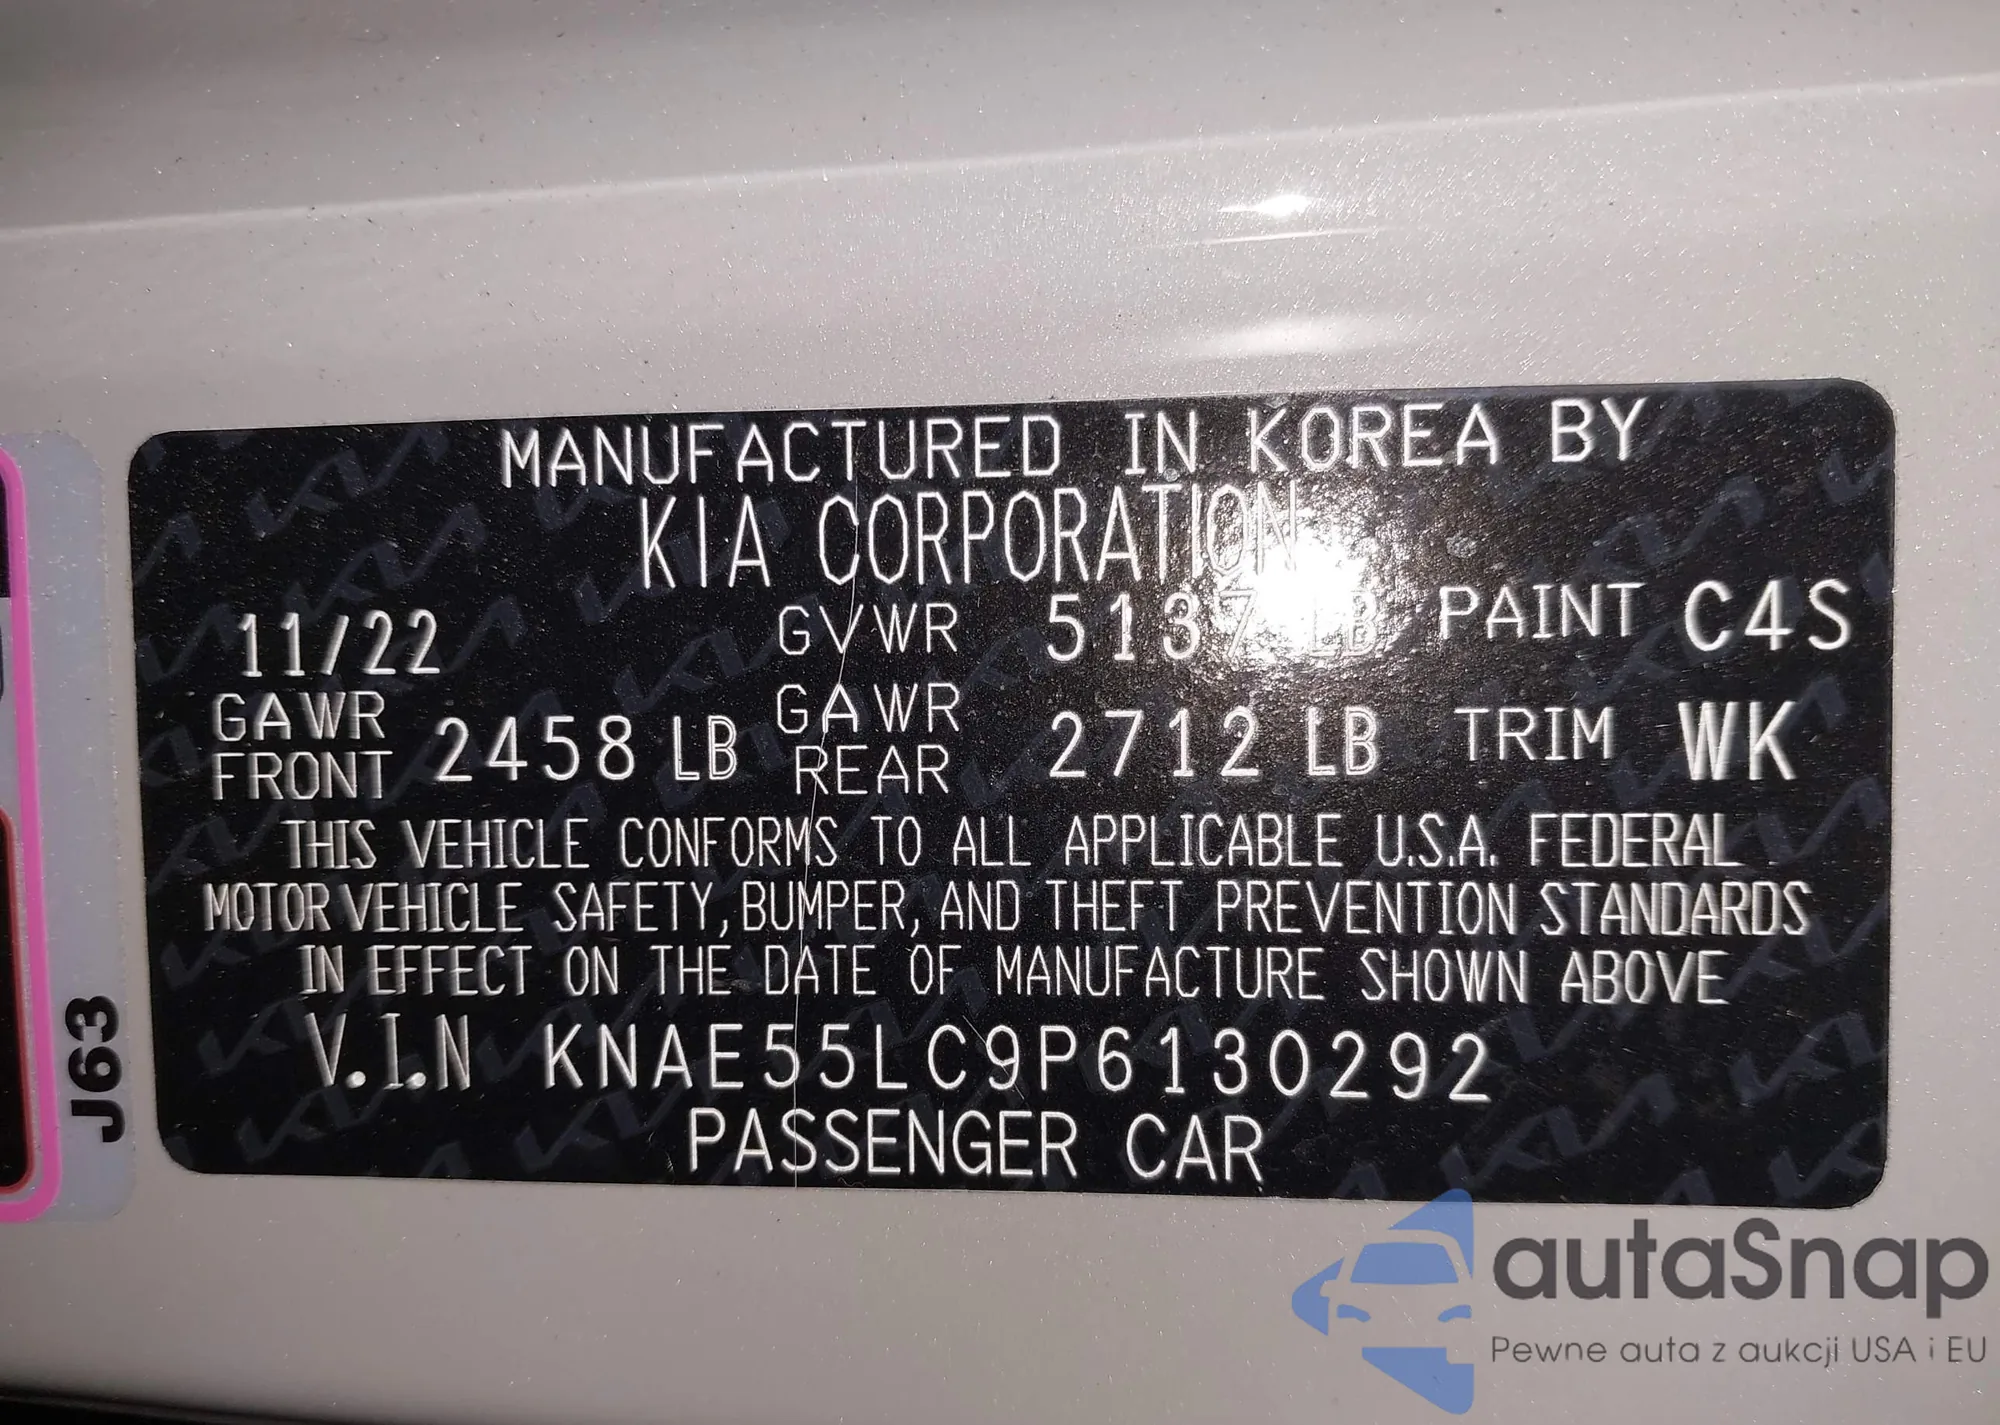 MANUFACTURED IN KOREA BY
KIA CORPORATION
11/22 GVWR 5137 LB PAINT C4S
GAWR FRONT 2458 LB GAWR REAR 2712 LB TRIM WK
THIS VEHICLE CONFORMS TO ALL APPLICABLE U.S.A. FEDERAL
MOTOR VEHICLE SAFETY, BUMPER, AND THEFT PREVENTION STANDARDS
IN EFFECT ON THE DATE OF MANUFACTURE SHOWN ABOVE
V.I.N KNAE55LC9P6130292
PASSENGER CAR
J63
autaSnap
Pewne auta z aukcji USA i EU